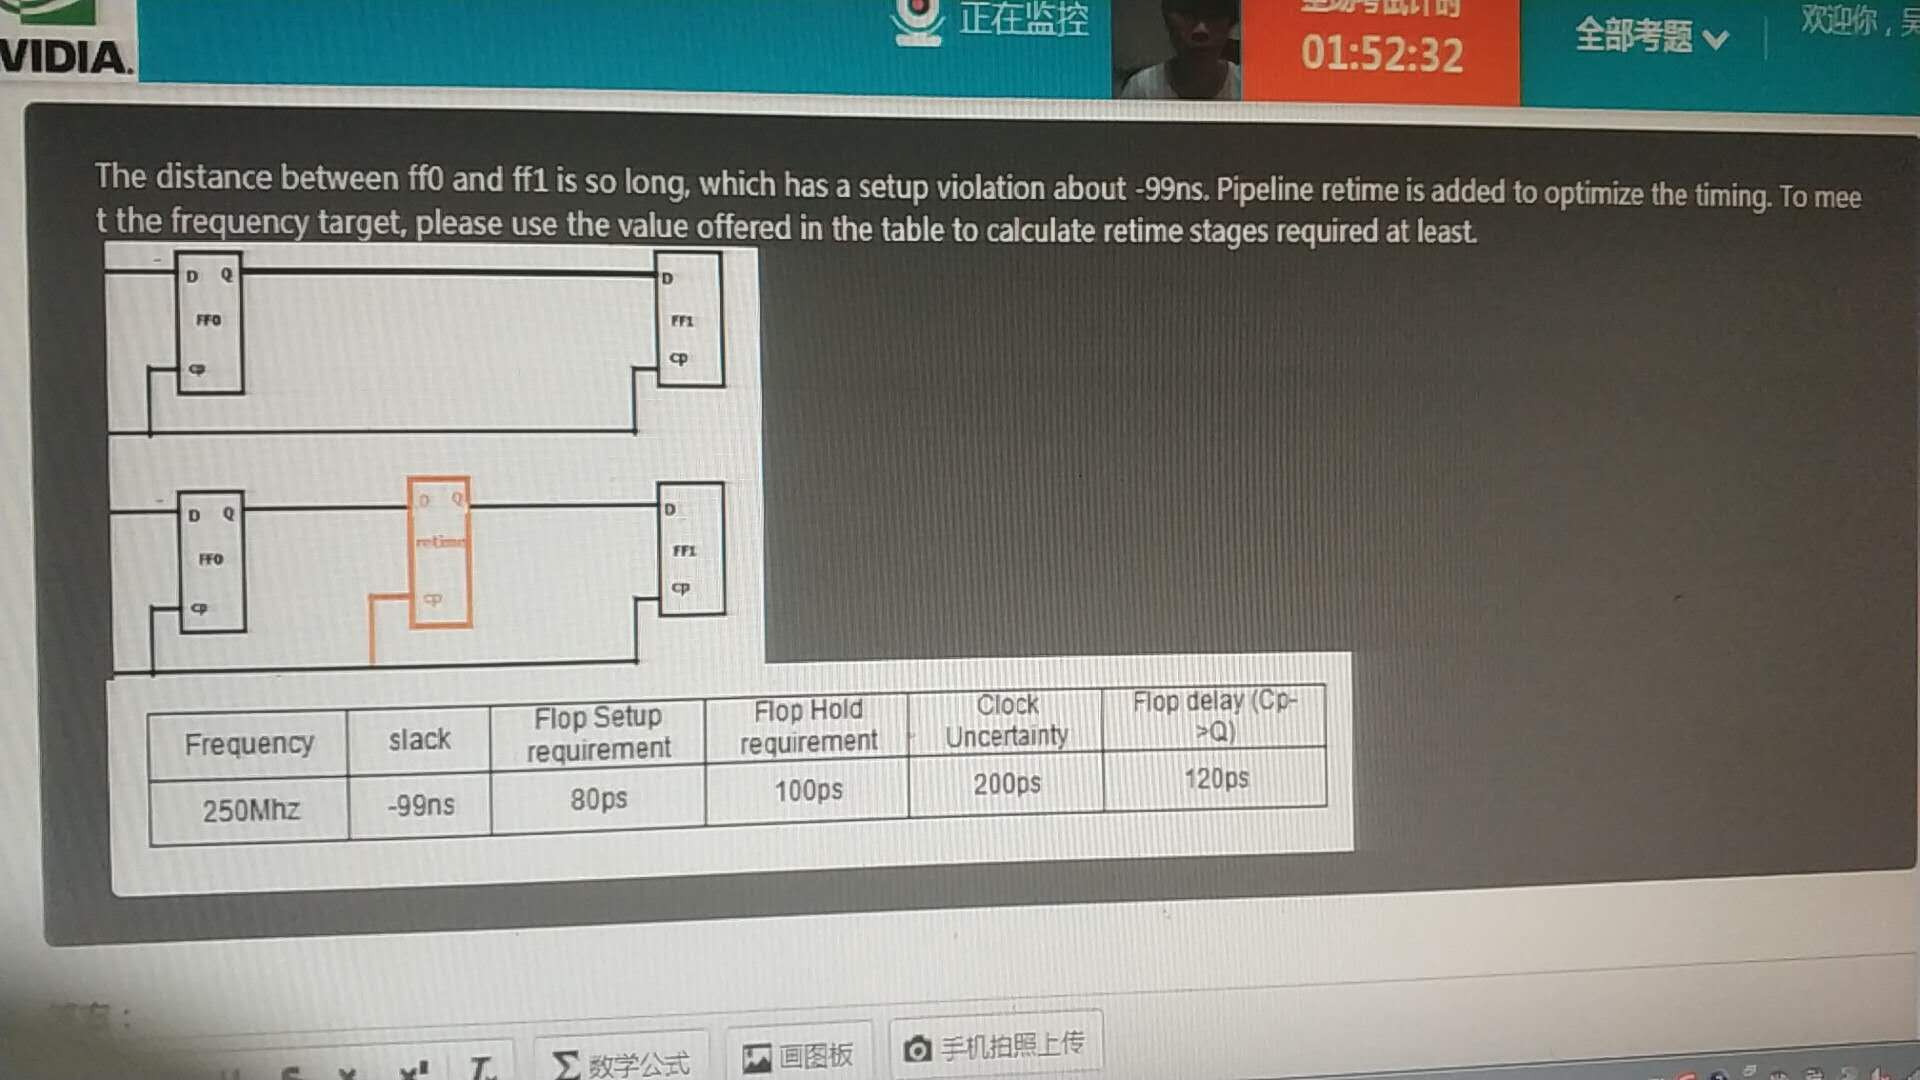 VIDIA.
正在监控
01:52:32
全部考题
欢迎你，吴
The distance between ff0 and ff1 is so long, which has a setup violation about -99ns. Pipeline retime is added to optimize the timing. To mee
t the frequency target, please use the value offered in the table to calculate retime stages required at least.
D Q
FF0
CP
D
FF1
CP
D Q
FF0
CP
D Q
retime
CP
D
FF1
CP
Frequency slack Flop Setup requirement Flop Hold requirement Clock Uncertainty Flop delay (Cp->Q)
250Mhz -99ns 80ps 100ps 200ps 120ps
数学公式 画图板 手机拍照上传